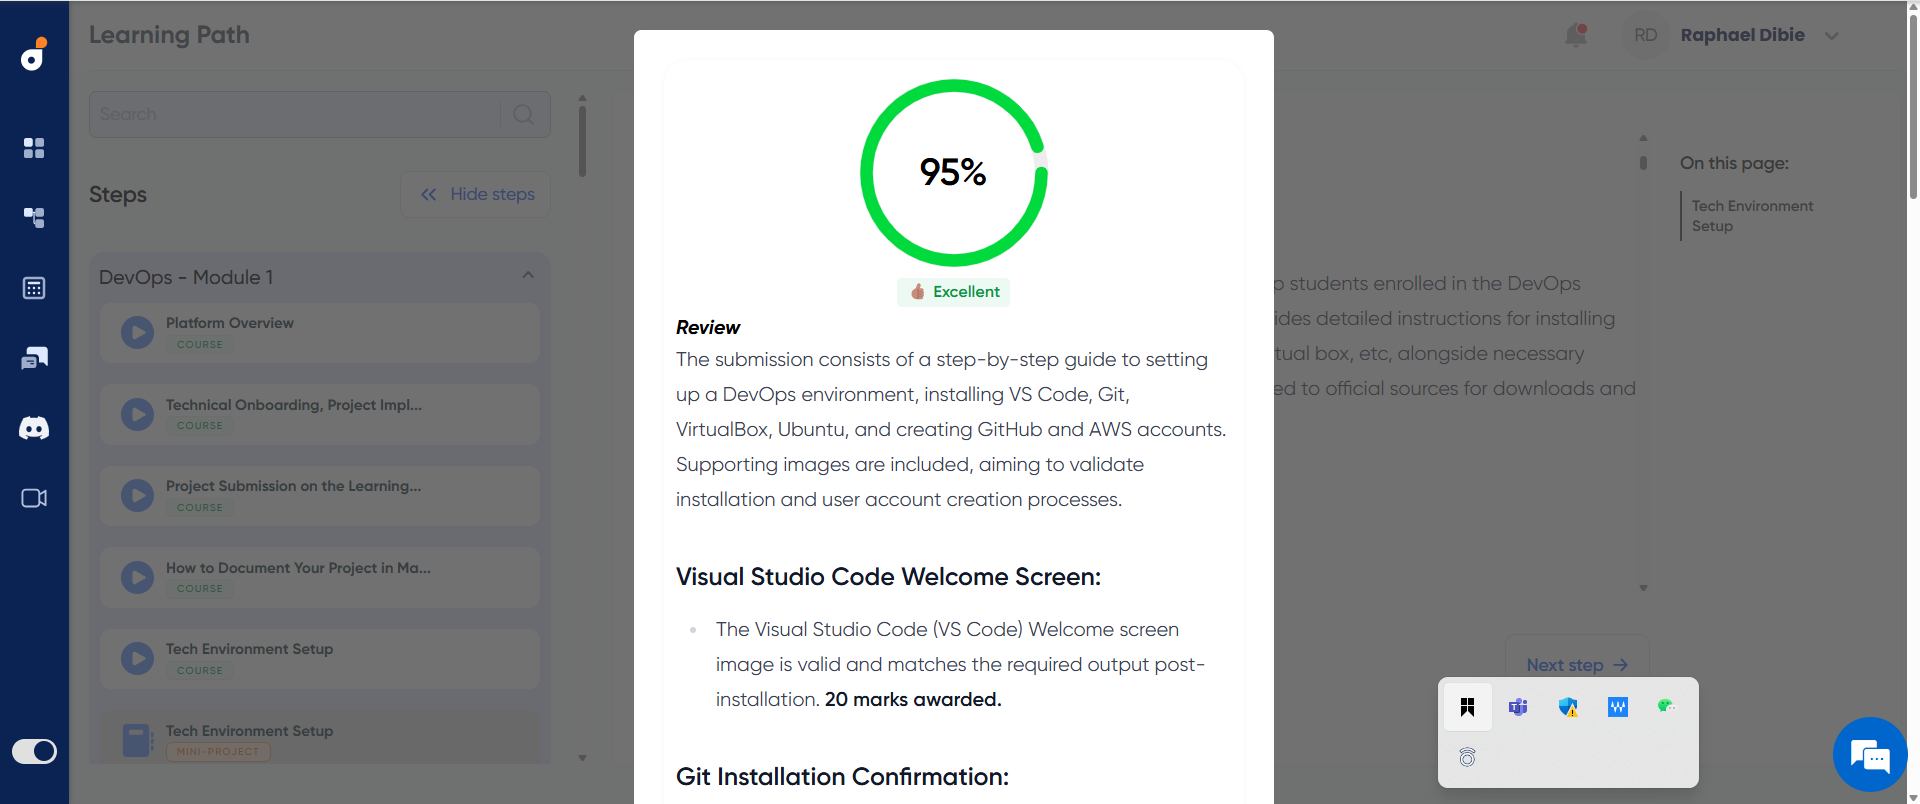 Learning Path
RD Raphael Dibie
Search
Steps
Hide steps
DevOps - Module 1
Platform Overview
COURSE
Technical Onboarding, Project Impl...
COURSE
Project Submission on the Learning...
COURSE
How to Document Your Project in Ma...
COURSE
Tech Environment Setup
COURSE
Tech Environment Setup
MINI-PROJECT
95%
Excellent
Review
The submission consists of a step-by-step guide to setting
up a DevOps environment, installing VS Code, Git,
VirtualBox, Ubuntu, and creating GitHub and AWS accounts.
Supporting images are included, aiming to validate
installation and user account creation processes.
Visual Studio Code Welcome Screen:
The Visual Studio Code (VS Code) Welcome screen
image is valid and matches the required output post-
installation. 20 marks awarded.
Git Installation Confirmation:
o students enrolled in the DevOps
ides detailed instructions for installing
tual box, etc, alongside necessary
ed to official sources for downloads and
Next step
On this page:
Tech Environment
Setup